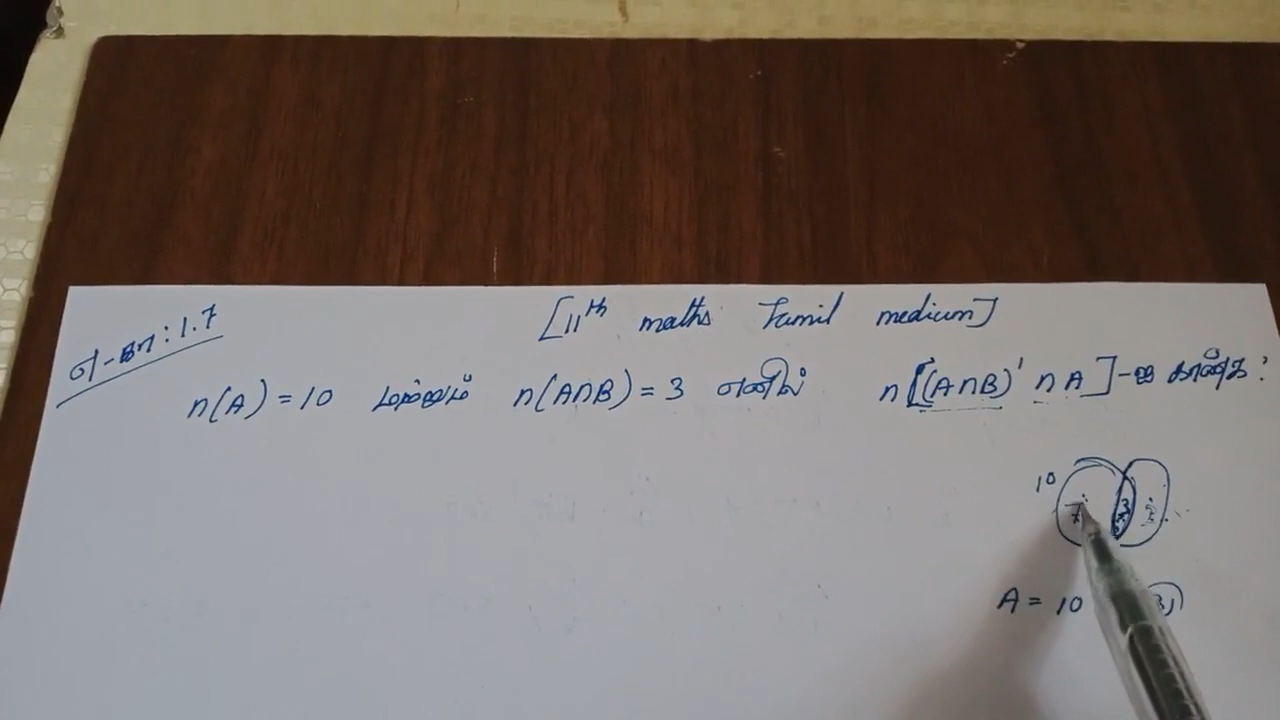 [11th maths Tamil medium]
எ-கா : 1.7
n(A) = 10 மற்றும் n(A∩B) = 3 எனில் n[(A∩B)' ∩ A] -ஐ காண்க :
10
7 3
A = 10